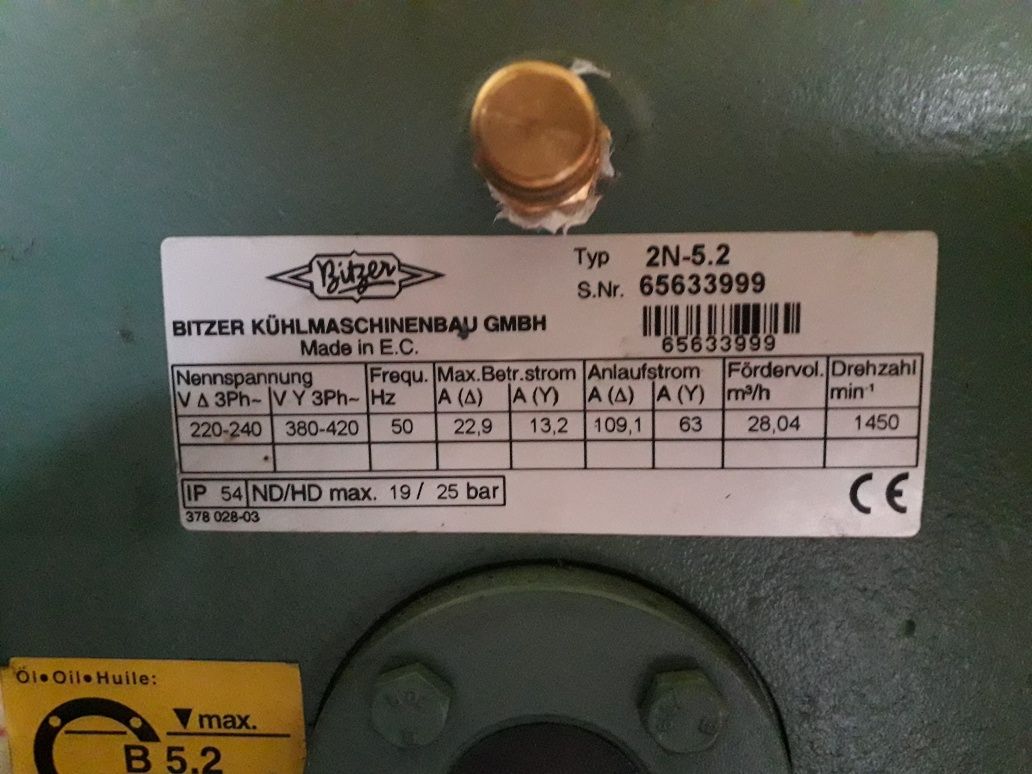 Bitzer
Typ 2N-5.2
S.Nr. 65633999
65633999
BITZER KÜHLMASCHINENBAU GMBH
Made in E.C.
Nennspannung Frequ. Max.Betr.strom Anlaufstrom Fördervol. Drehzahl
V Δ 3Ph~ V Y 3Ph~ Hz A (Δ) A (Y) A (Δ) A (Y) m³/h min⁻¹
220-240 380-420 50 22,9 13,2 109,1 63 28,04 1450
IP 54 ND/HD max. 19 / 25 bar
378 028-03
CE
Öl•Oil•Huile:
▼max.
B 5.2